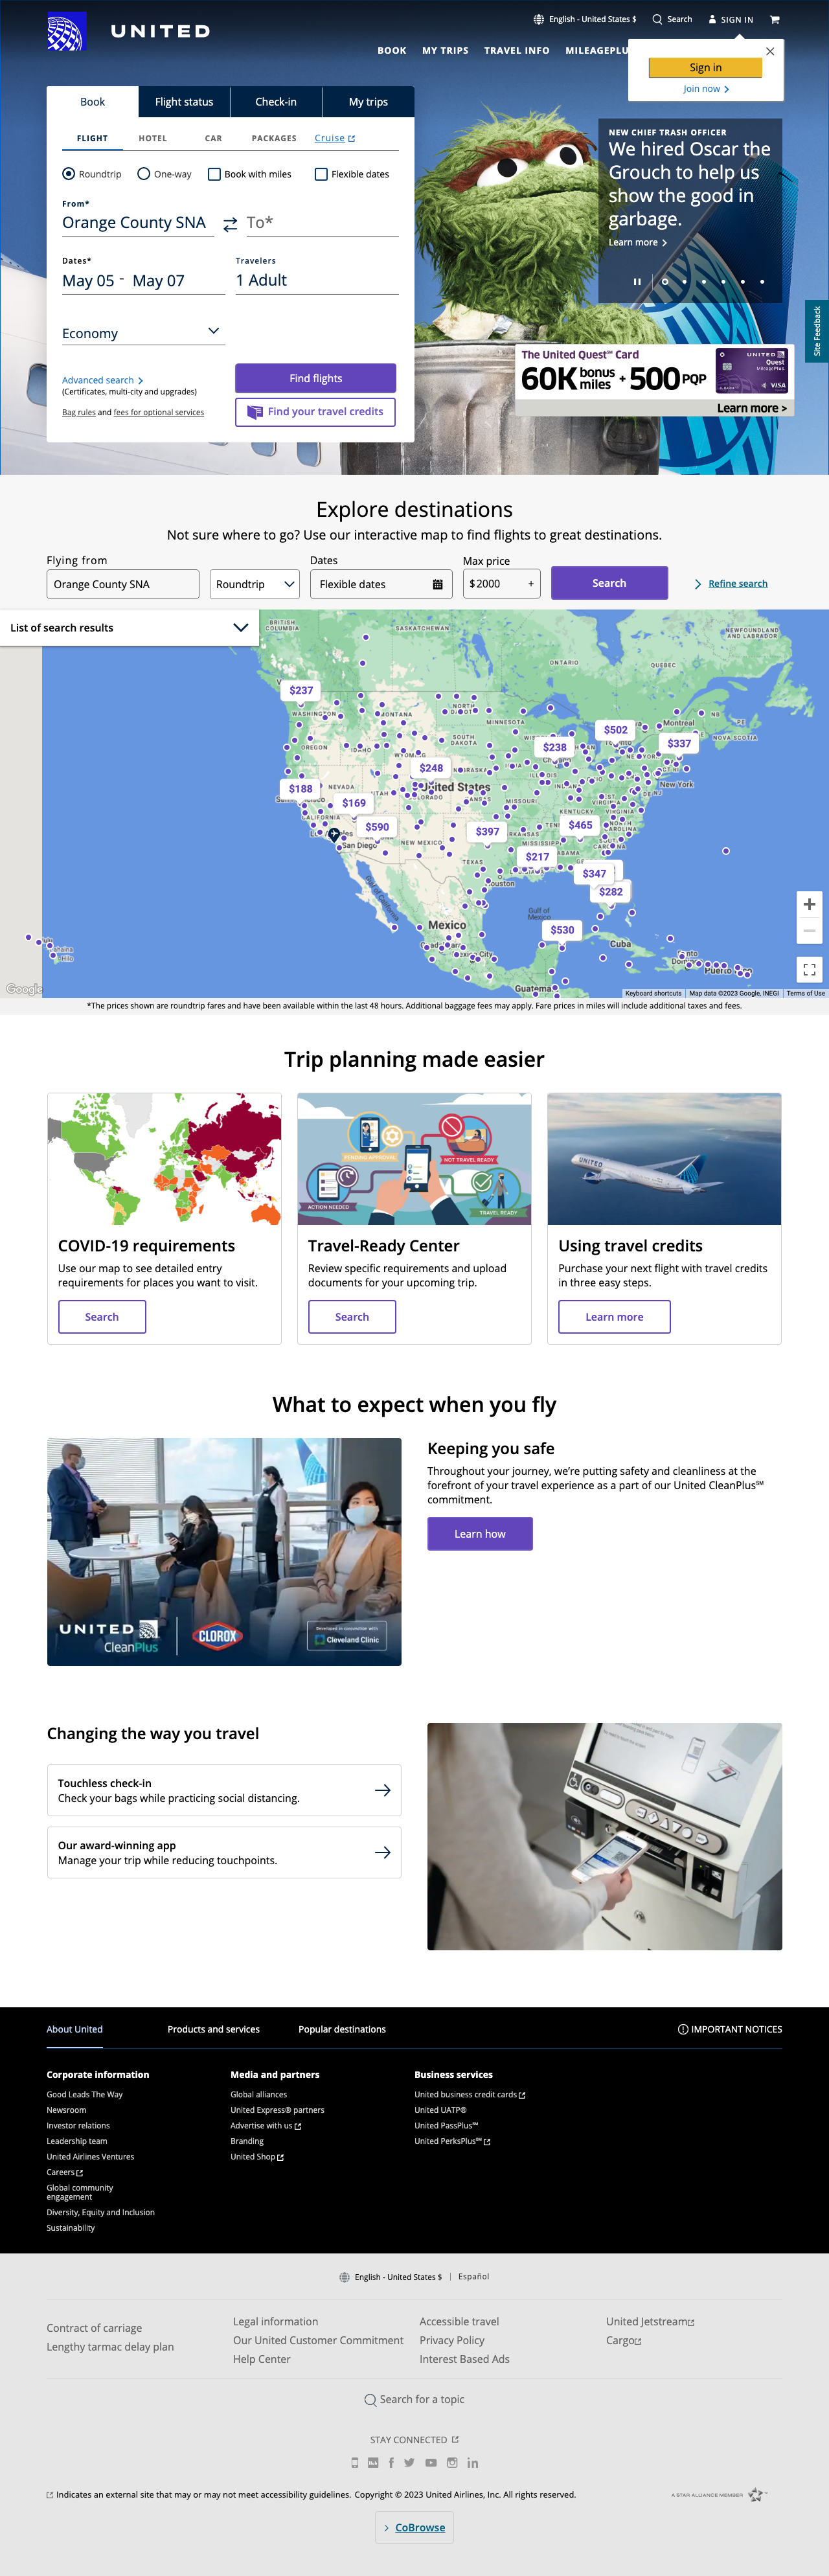 UNITED
English - United States $
Search
SIGN IN
BOOK
MY TRIPS
TRAVEL INFO
MILEAGEPLU
Sign in
Join now
Book
Flight status
Check-in
My trips
FLIGHT
HOTEL
CAR
PACKAGES
Cruise
Roundtrip
One-way
Book with miles
Flexible dates
From*
Orange County SNA
To*
Dates*
May 05 - May 07
Travelers
1 Adult
Economy
Advanced search
(Certificates, multi-city and upgrades)
Bag rules and fees for optional services
Find flights
Find your travel credits
NEW CHIEF TRASH OFFICER
We hired Oscar the
Grouch to help us
show the good in
garbage.
Learn more
Site Feedback
The United Quest℠ Card
60K bonus miles + 500 PQP
UNITED
Quest
VISA
Learn more >
Explore destinations
Not sure where to go? Use our interactive map to find flights to great destinations.
Flying from
Orange County SNA
Roundtrip
Dates
Flexible dates
Max price
$2000 +
Search
Refine search
List of search results
BRITISH
COLUMBIA
SASKATCHEWAN
NEWFOUNDLAND
AND LABRADOR
ONTARIO
QUEBEC
$237
WASHINGTON
MONTANA
OREGON
SOUTH
DAKOTA
NB
PE
NOVA SCOTIA
Montreal
$502
$238
$337
$248
United States
New York
$188
NEVADA
$169
CALIFORNIA
$590
NEW MEXICO
$397
$465
$217
MISSISSIPPI
$347
$282
Houston
Gulf of California
Gulf of
Mexico
Mexico
$530
Cuba
Mexico City
Guatemala
Puerto Rico
Hilo
Google
Keyboard shortcuts
Map data ©2023 Google, INEGI
Terms of Use
*The prices shown are roundtrip fares and have been available within the last 48 hours. Additional baggage fees may apply. Fare prices in miles will include additional taxes and fees.
Trip planning made easier
PENDING APPROVAL
NOT TRAVEL READY
ACTION NEEDED
TRAVEL READY
UNITED
COVID-19 requirements
Use our map to see detailed entry
requirements for places you want to visit.
Search
Travel-Ready Center
Review specific requirements and upload
documents for your upcoming trip.
Search
Using travel credits
Purchase your next flight with travel credits
in three easy steps.
Learn more
What to expect when you fly
UNITED
CleanPlus
CLOROX
Cleveland Clinic
Keeping you safe
Throughout your journey, we're putting safety and cleanliness at the
forefront of your travel experience as a part of our United CleanPlus℠
commitment.
Learn how
Changing the way you travel
Touchless check-in
Check your bags while practicing social distancing.
Our award-winning app
Manage your trip while reducing touchpoints.
About United
Products and services
Popular destinations
IMPORTANT NOTICES
Corporate information
Good Leads The Way
Newsroom
Investor relations
Leadership team
United Airlines Ventures
Careers
Global community
engagement
Diversity, Equity and Inclusion
Sustainability
Media and partners
Global alliances
United Express® partners
Advertise with us
Branding
United Shop
Business services
United business credit cards
United UATP®
United PassPlus℠
United PerksPlus℠
English - United States $
Español
Contract of carriage
Lengthy tarmac delay plan
Legal information
Our United Customer Commitment
Help Center
Accessible travel
Privacy Policy
Interest Based Ads
United Jetstream
Cargo
Search for a topic
STAY CONNECTED
Indicates an external site that may or may not meet accessibility guidelines. Copyright © 2023 United Airlines, Inc. All rights reserved.
A STAR ALLIANCE MEMBER
CoBrowse